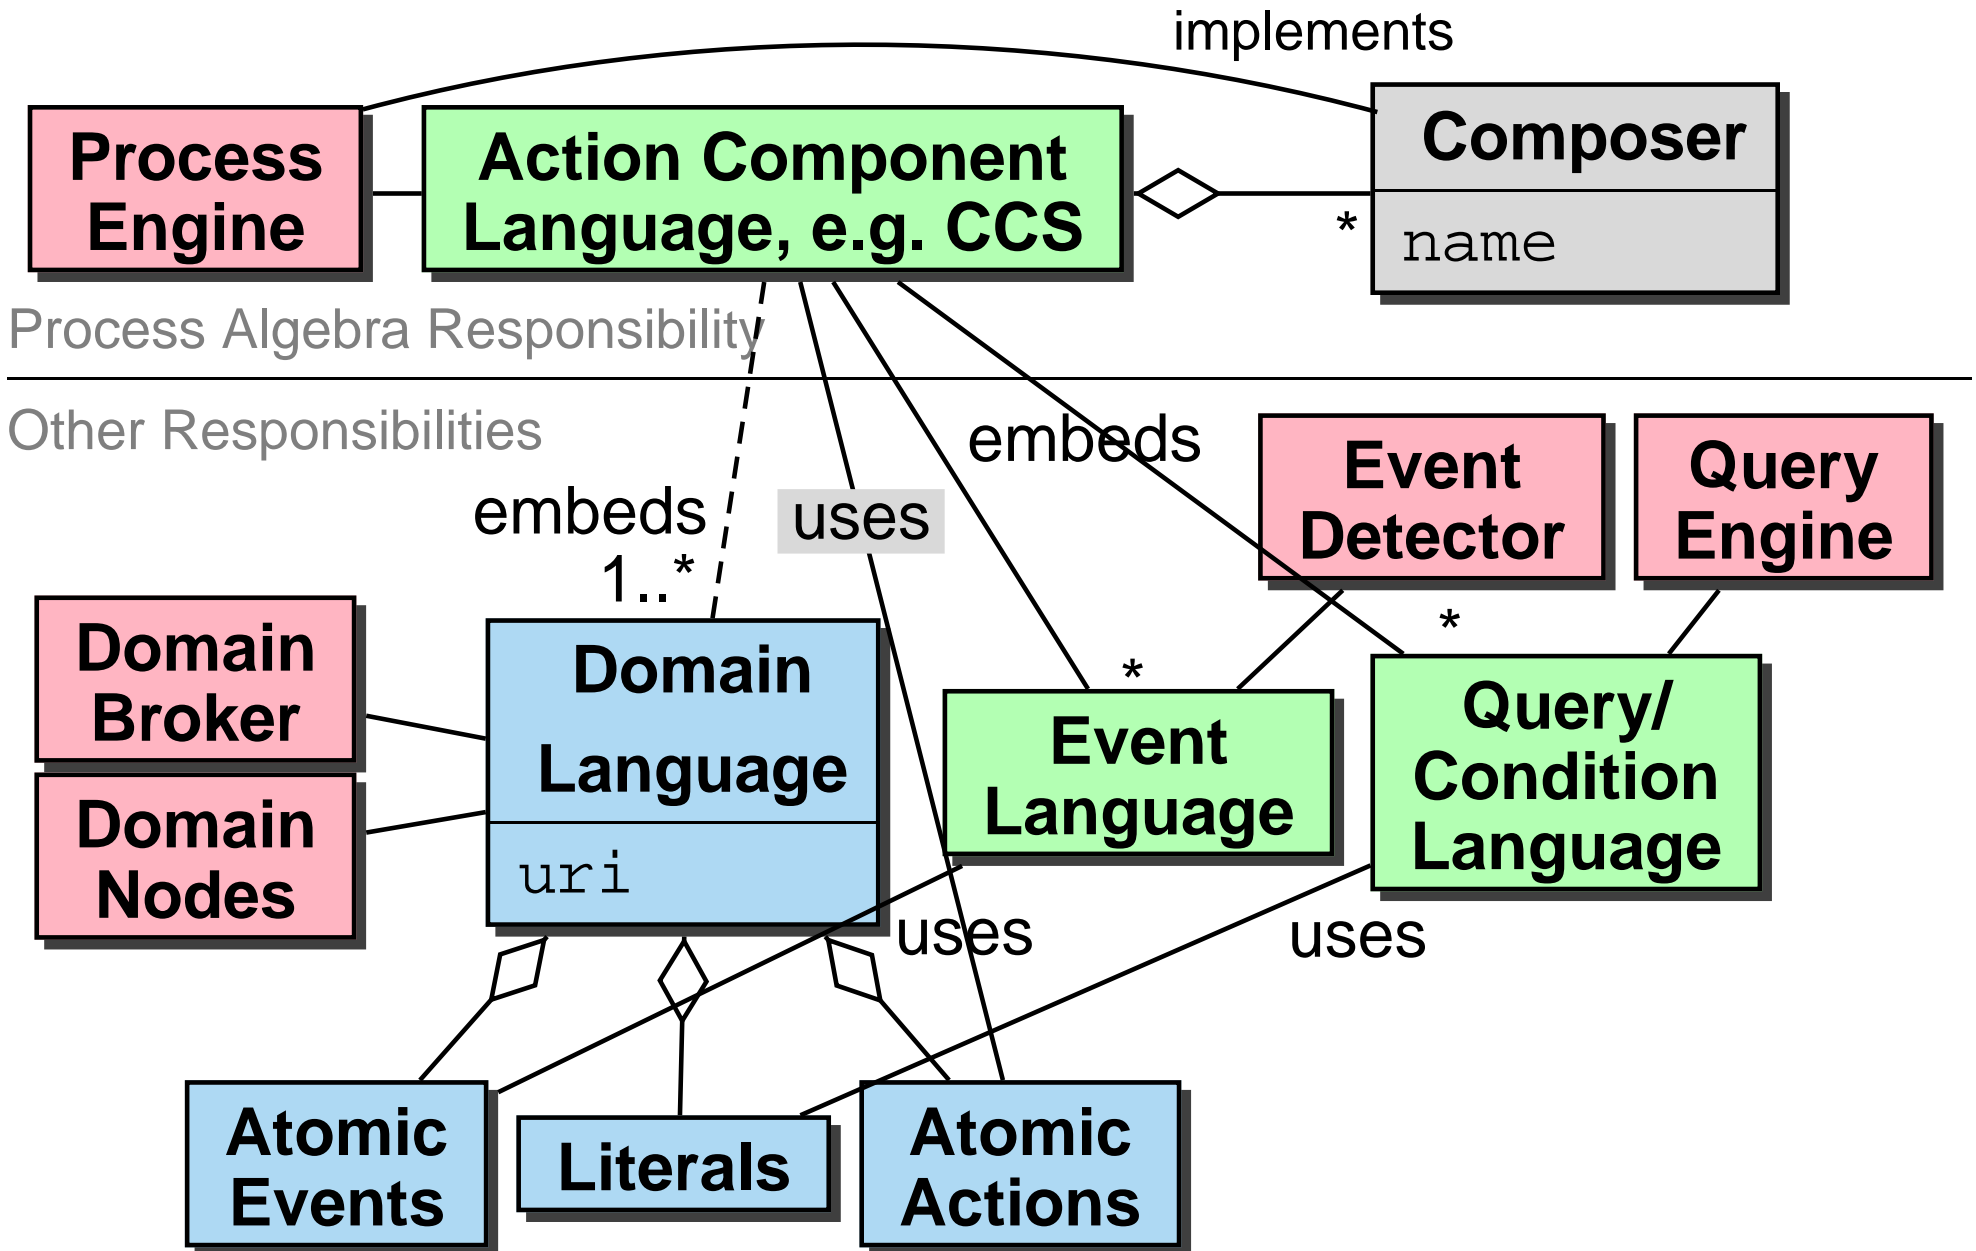 implements
Process
Engine
Action Component
Language, e.g. CCS
Composer
*
name
Process Algebra Responsibility
Other Responsibilities
embeds
Event
Detector
Query
Engine
embeds
1..*
uses
*
*
Domain
Broker
Domain
Nodes
Domain
Language
uri
Event
Language
Query/
Condition
Language
uses
uses
Atomic
Events
Literals
Atomic
Actions